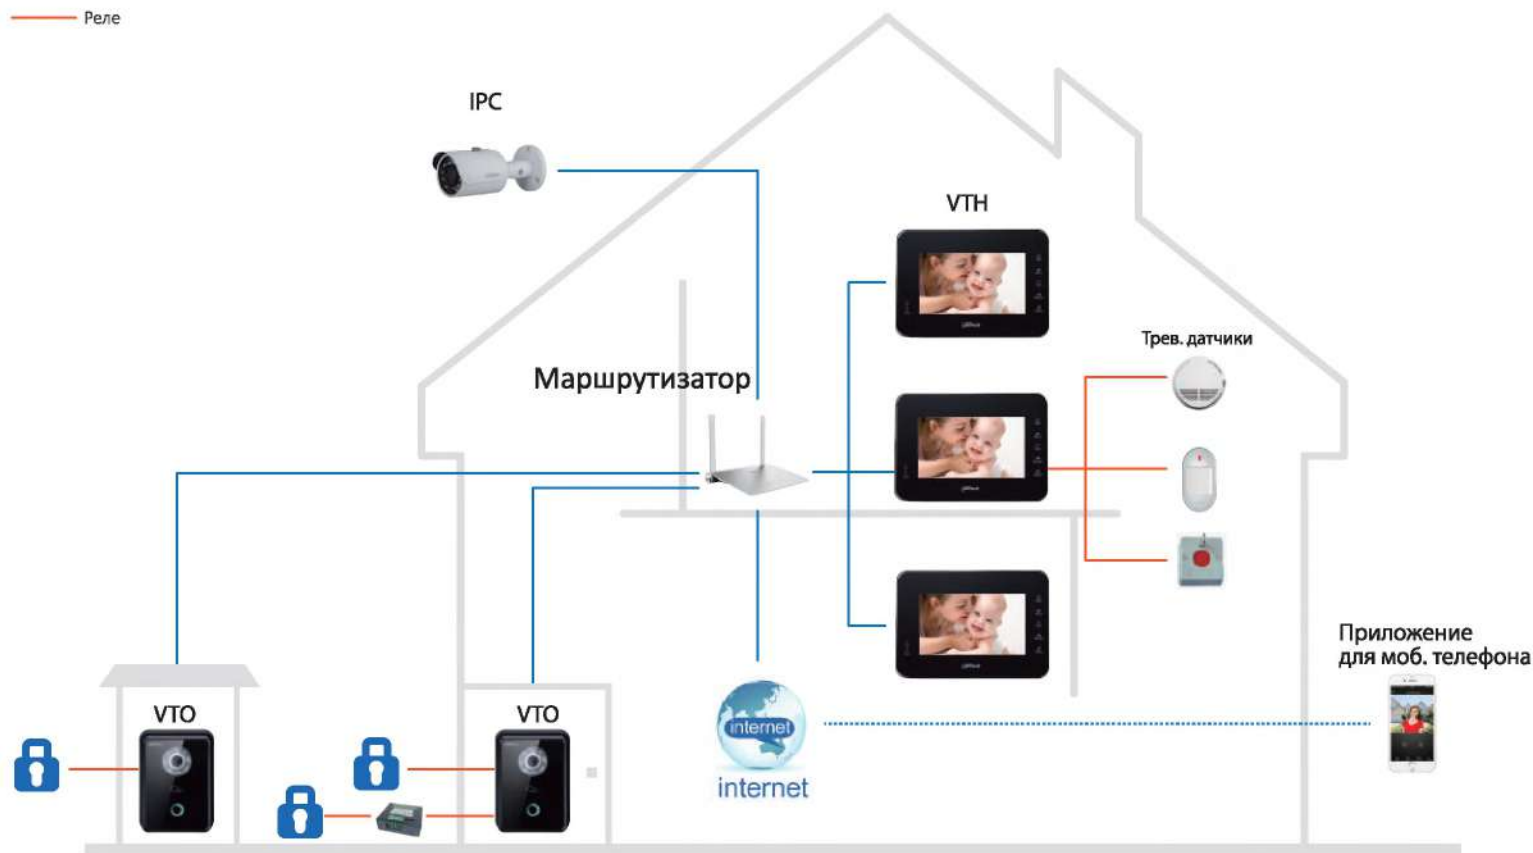 Реле
IPC
VTH
Трев. датчики
Маршрутизатор
Приложение
для моб. телефона
VTO
VTO
internet
internet